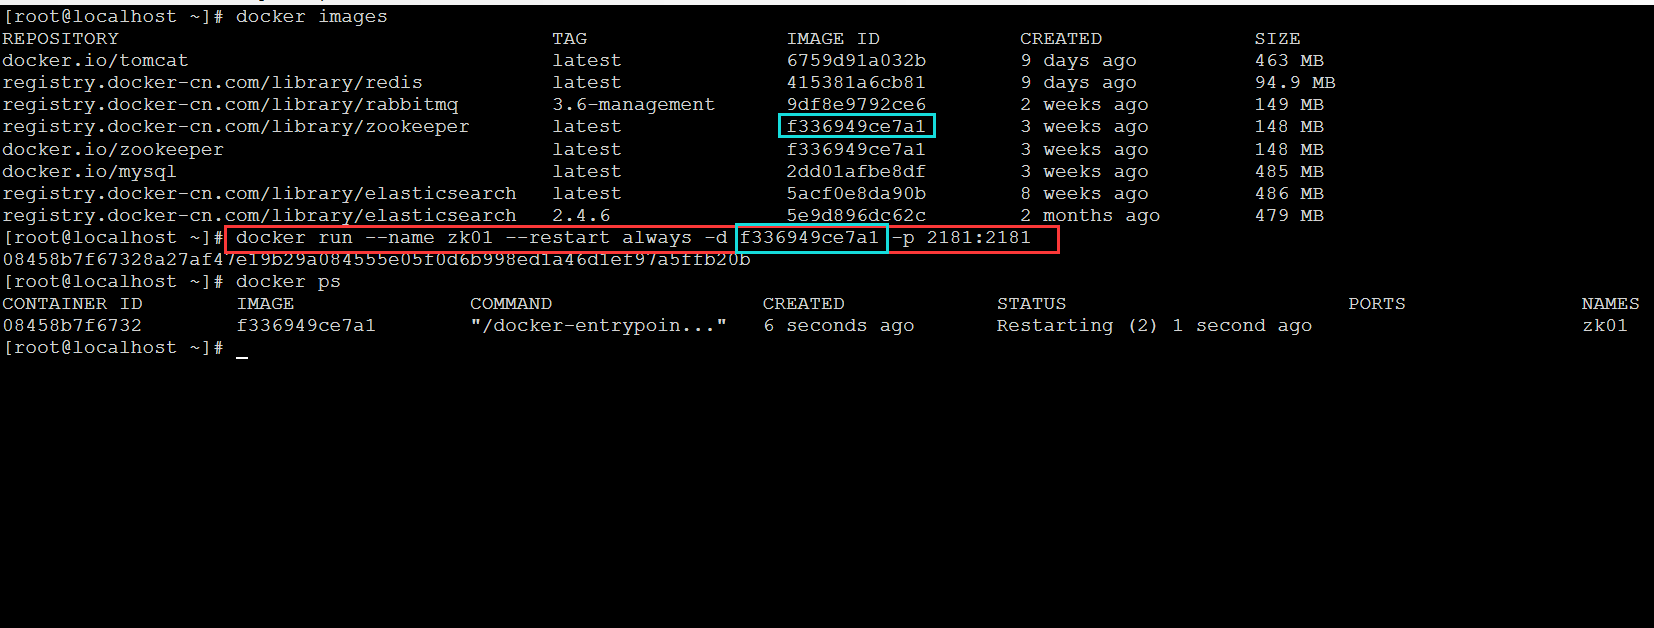 [root@localhost ~]# docker images
REPOSITORY TAG IMAGE ID CREATED SIZE
docker.io/tomcat latest 6759d91a032b 9 days ago 463 MB
registry.docker-cn.com/library/redis latest 415381a6cb81 9 days ago 94.9 MB
registry.docker-cn.com/library/rabbitmq 3.6-management 9df8e9792ce6 2 weeks ago 149 MB
registry.docker-cn.com/library/zookeeper latest f336949ce7a1 3 weeks ago 148 MB
docker.io/zookeeper latest f336949ce7a1 3 weeks ago 148 MB
docker.io/mysql latest 2dd01afbe8df 3 weeks ago 485 MB
registry.docker-cn.com/library/elasticsearch latest 5acf0e8da90b 8 weeks ago 486 MB
registry.docker-cn.com/library/elasticsearch 2.4.6 5e9d896dc62c 2 months ago 479 MB
[root@localhost ~]# docker run --name zk01 --restart always -d f336949ce7a1 -p 2181:2181
08458b7f67328a27af47e19b29a084555e05f0d6b998ed1a46d1ef97a5ffb20b
[root@localhost ~]# docker ps
CONTAINER ID IMAGE COMMAND CREATED STATUS PORTS NAMES
08458b7f6732 f336949ce7a1 "/docker-entrypoin..." 6 seconds ago Restarting (2) 1 second ago zk01
[root@localhost ~]# _